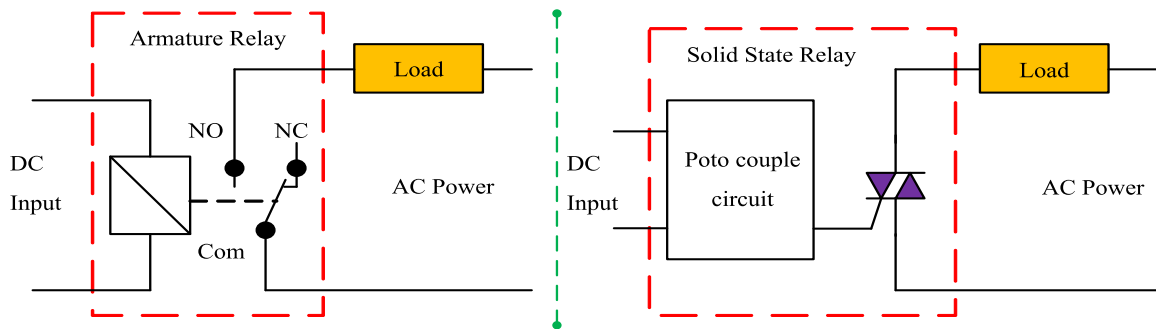 Armature Relay
Load
NO
NC
DC
Input
AC Power
Com
Solid State Relay
Load
DC
Input
Poto couple
circuit
AC Power